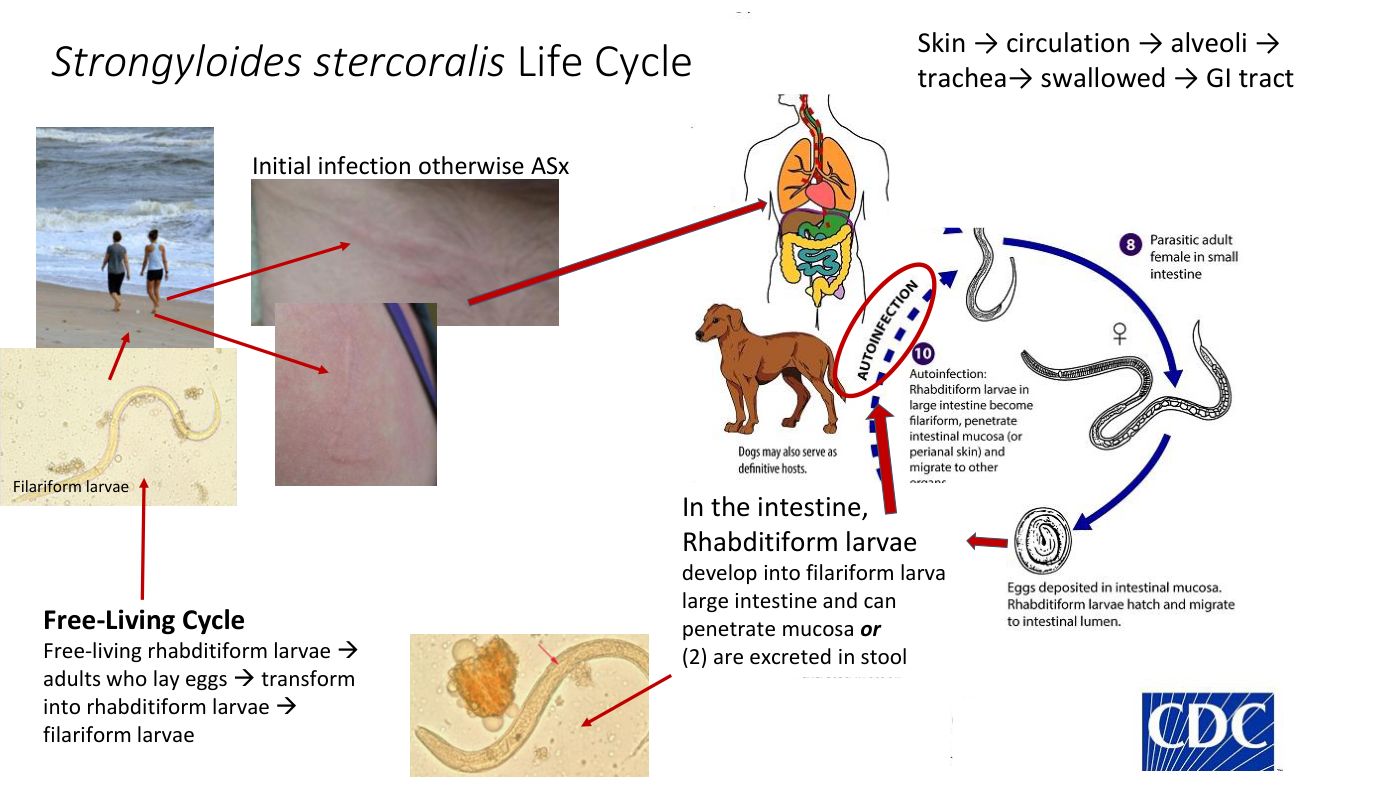 Strongyloides stercoralis Life Cycle
Skin → circulation → alveoli →
trachea→ swallowed → GI tract
Initial infection otherwise ASx
Filariform larvae
Free-Living Cycle
Free-living rhabditiform larvae →
adults who lay eggs → transform
into rhabditiform larvae →
filariform larvae
AUTOINFECTION
8
Parasitic adult
female in small
intestine
10
Autoinfection:
Rhabditiform larvae in
large intestine become
filariform, penetrate
intestinal mucosa (or
perianal skin) and
migrate to other
organs
♀
Dogs may also serve as
definitive hosts.
In the intestine,
Rhabditiform larvae
develop into filariform larva
large intestine and can
penetrate mucosa or
(2) are excreted in stool
Eggs deposited in intestinal mucosa.
Rhabditiform larvae hatch and migrate
to intestinal lumen.
CDC